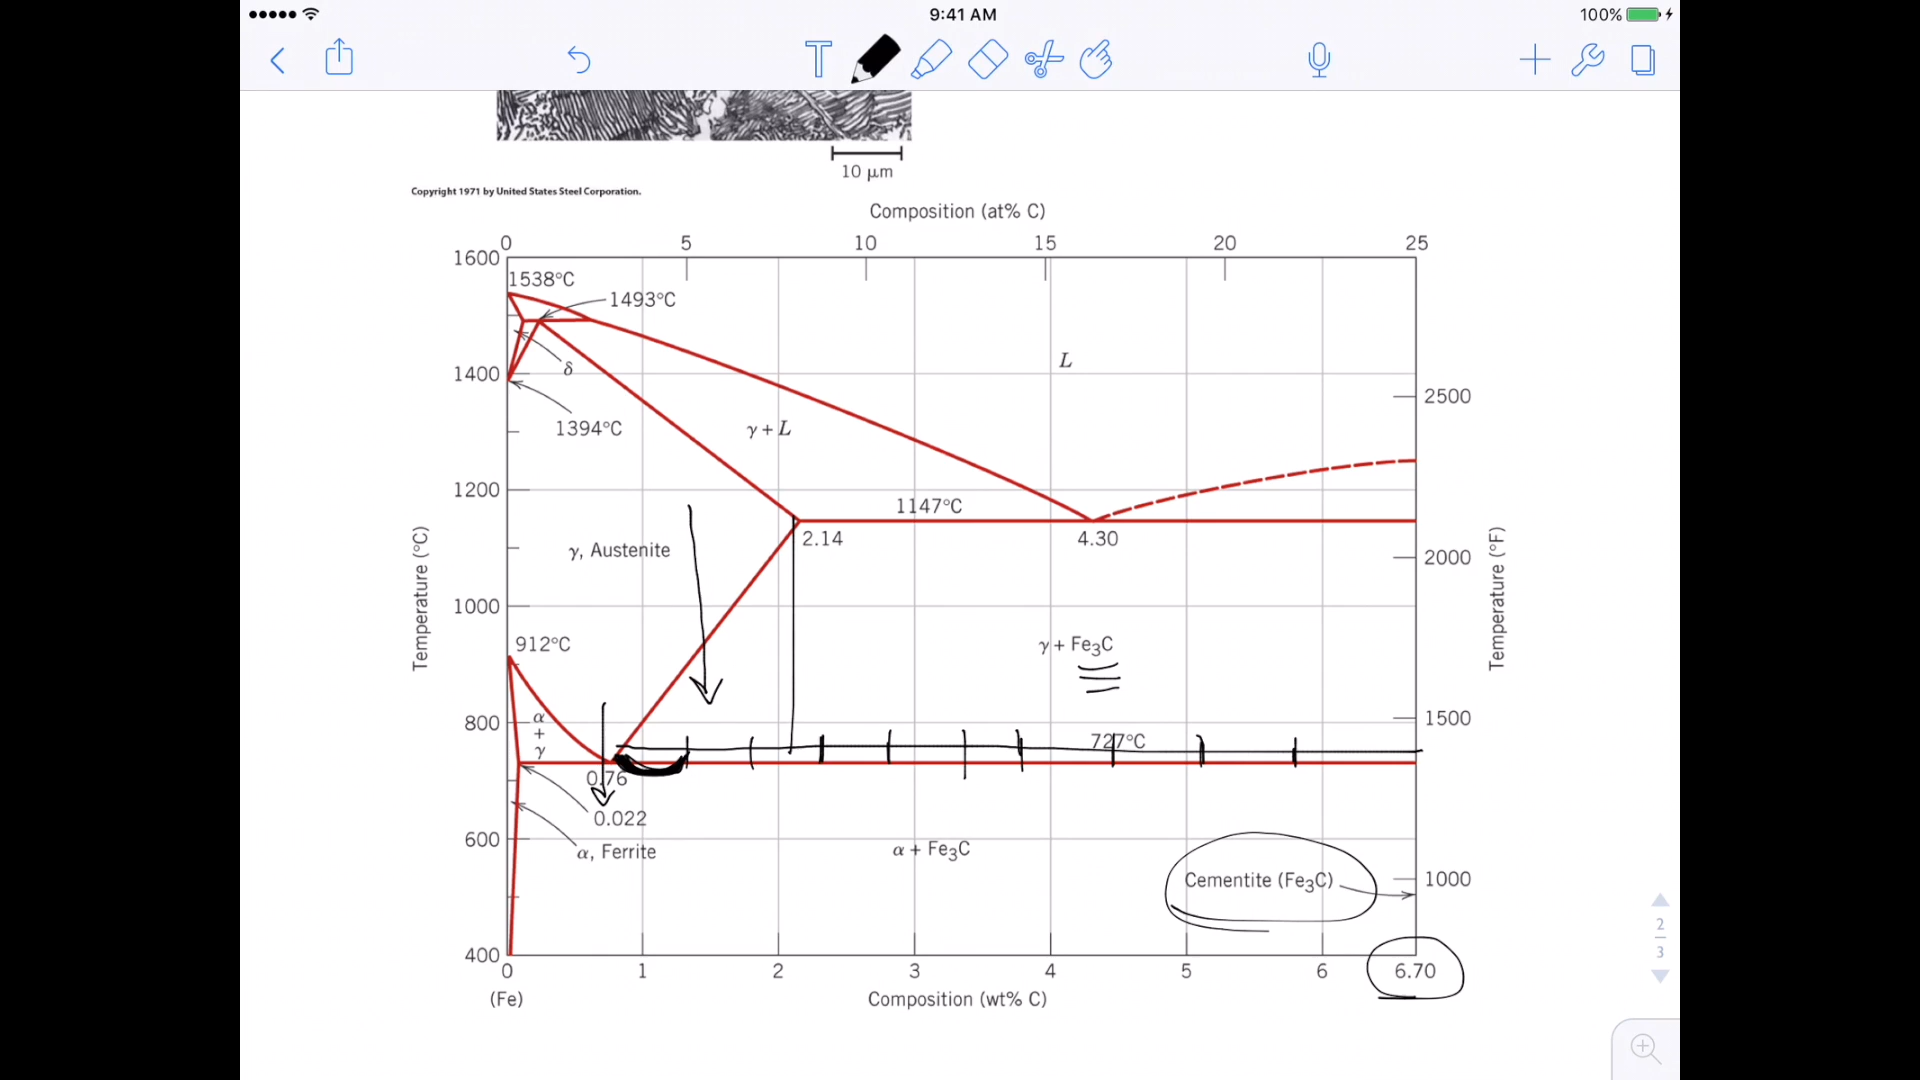 9:41 AM
100%
T
10 μm
Copyright 1971 by United States Steel Corporation.
Composition (at% C)
0 5 10 15 20 25
1600
1538°C
1493°C
δ
L
1400
2500
1394°C
γ + L
1200
1147°C
2.14
4.30
γ, Austenite
2000
Temperature (°C)
Temperature (°F)
1000
912°C
γ + Fe3C
α
+
γ
800
1500
727°C
0.76
0.022
600
α, Ferrite
α + Fe3C
Cementite (Fe3C)
1000
2
3
400
0 1 2 3 4 5 6 6.70
(Fe)
Composition (wt% C)